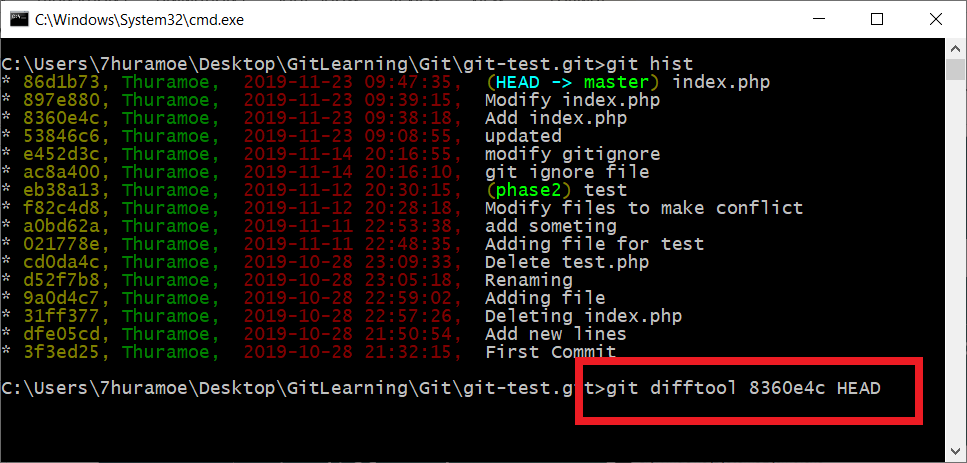 C:\Windows\System32\cmd.exe
C:\Users\7huramoe\Desktop\GitLearning\Git\git-test.git>git hist
* 86d1b73, Thuramoe,  2019-11-23 09:47:35,  (HEAD -> master) index.php
* 897e880, Thuramoe,  2019-11-23 09:39:15,  Modify index.php
* 8360e4c, Thuramoe,  2019-11-23 09:38:18,  Add index.php
* 53846c6, Thuramoe,  2019-11-23 09:08:55,  updated
* e452d3c, Thuramoe,  2019-11-14 20:16:55,  modify gitignore
* ac8a400, Thuramoe,  2019-11-14 20:16:10,  git ignore file
* eb38a13, Thuramoe,  2019-11-12 20:30:15,  (phase2) test
* f82c4d8, Thuramoe,  2019-11-12 20:28:18,  Modify files to make conflict
* a0bd62a, Thuramoe,  2019-11-11 22:53:38,  add someting
* 021778e, Thuramoe,  2019-11-11 22:48:35,  Adding file for test
* cd0da4c, Thuramoe,  2019-10-28 23:09:33,  Delete test.php
* d52f7b8, Thuramoe,  2019-10-28 23:05:18,  Renaming
* 9a0d4c7, Thuramoe,  2019-10-28 22:59:02,  Adding file
* 31ff377, Thuramoe,  2019-10-28 22:57:26,  Deleting index.php
* dfe05cd, Thuramoe,  2019-10-28 21:50:54,  Add new lines
* 3f3ed25, Thuramoe,  2019-10-28 21:32:15,  First Commit
C:\Users\7huramoe\Desktop\GitLearning\Git\git-test.git>git difftool 8360e4c HEAD